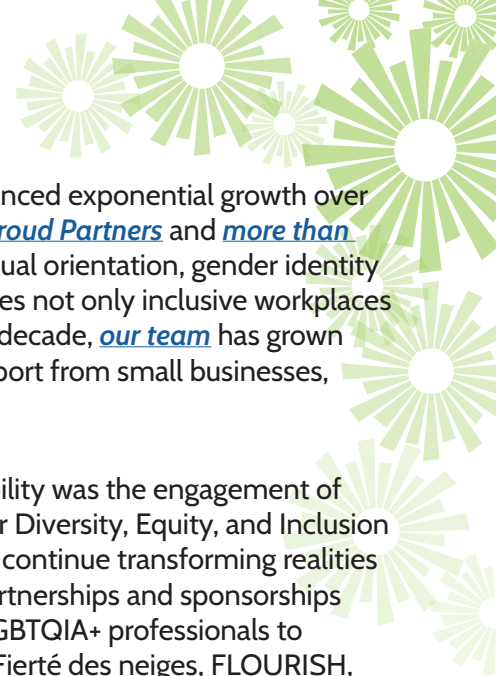 nced exponential growth over
roud Partners and more than
ual orientation, gender identity
es not only inclusive workplaces
decade, our team has grown
port from small businesses,
ility was the engagement of
r Diversity, Equity, and Inclusion
continue transforming realities
rtnerships and sponsorships
GBTQIA+ professionals to
Fierté des neiges, FLOURISH,